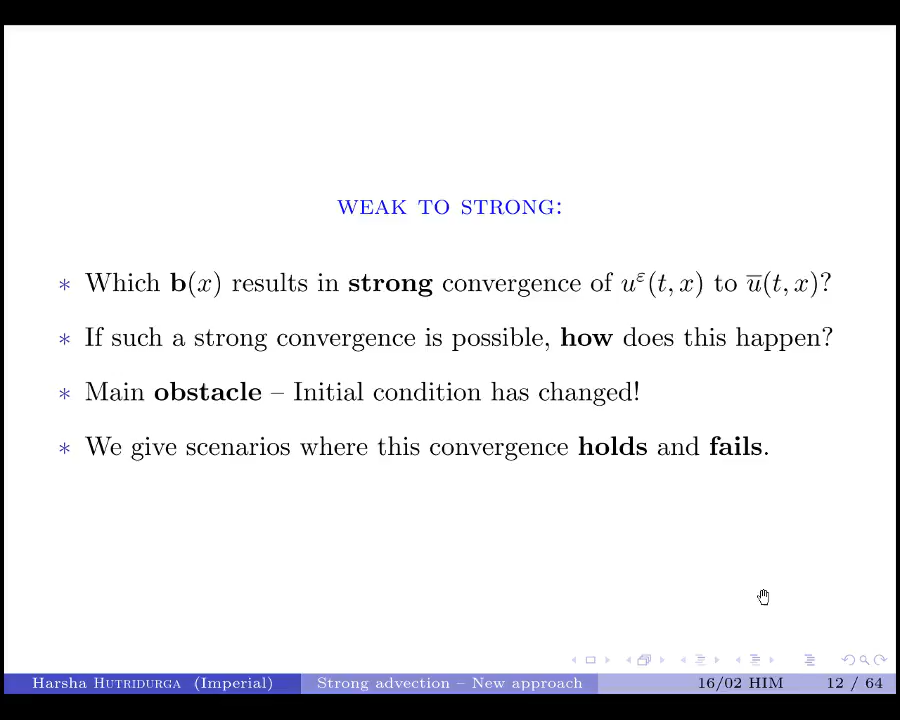 WEAK TO STRONG:
* Which b(x) results in strong convergence of uᵋ(t, x) to u̅(t, x)?
* If such a strong convergence is possible, how does this happen?
* Main obstacle – Initial condition has changed!
* We give scenarios where this convergence holds and fails.
Harsha HUTRIDURGA (Imperial) Strong advection – New approach 16/02 HIM 12 / 64